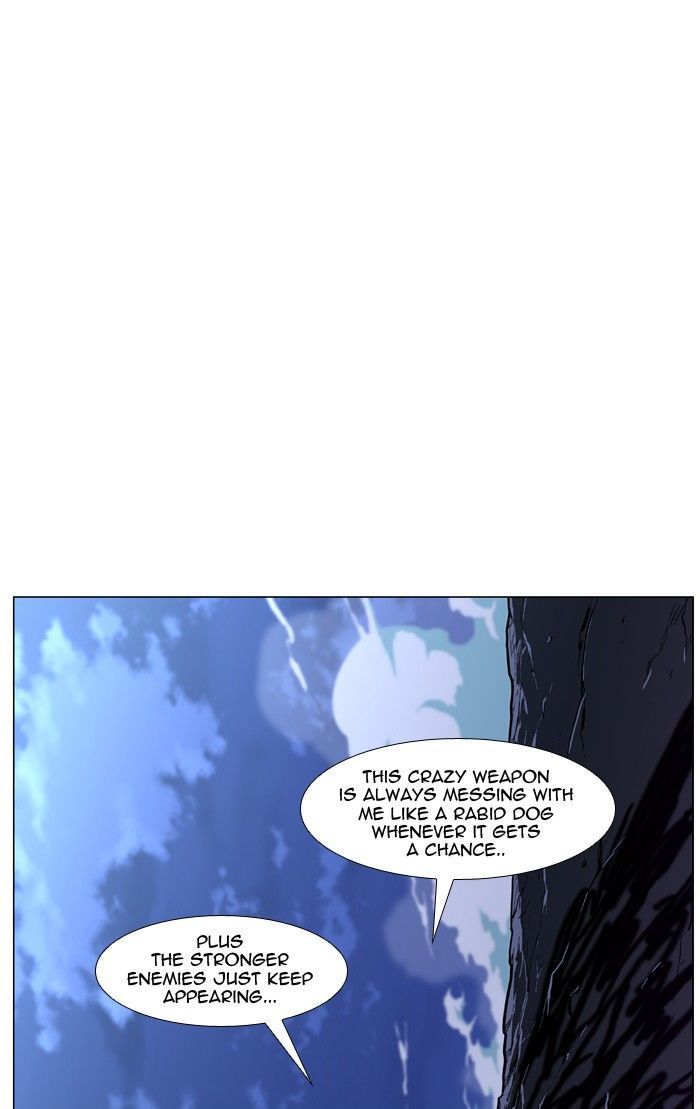 THIS CRAZY WEAPON
IS ALWAYS MESSING WITH
ME LIKE A RABID DOG
WHENEVER IT GETS
A CHANCE..
PLUS
THE STRONGER
ENEMIES JUST KEEP
APPEARING...